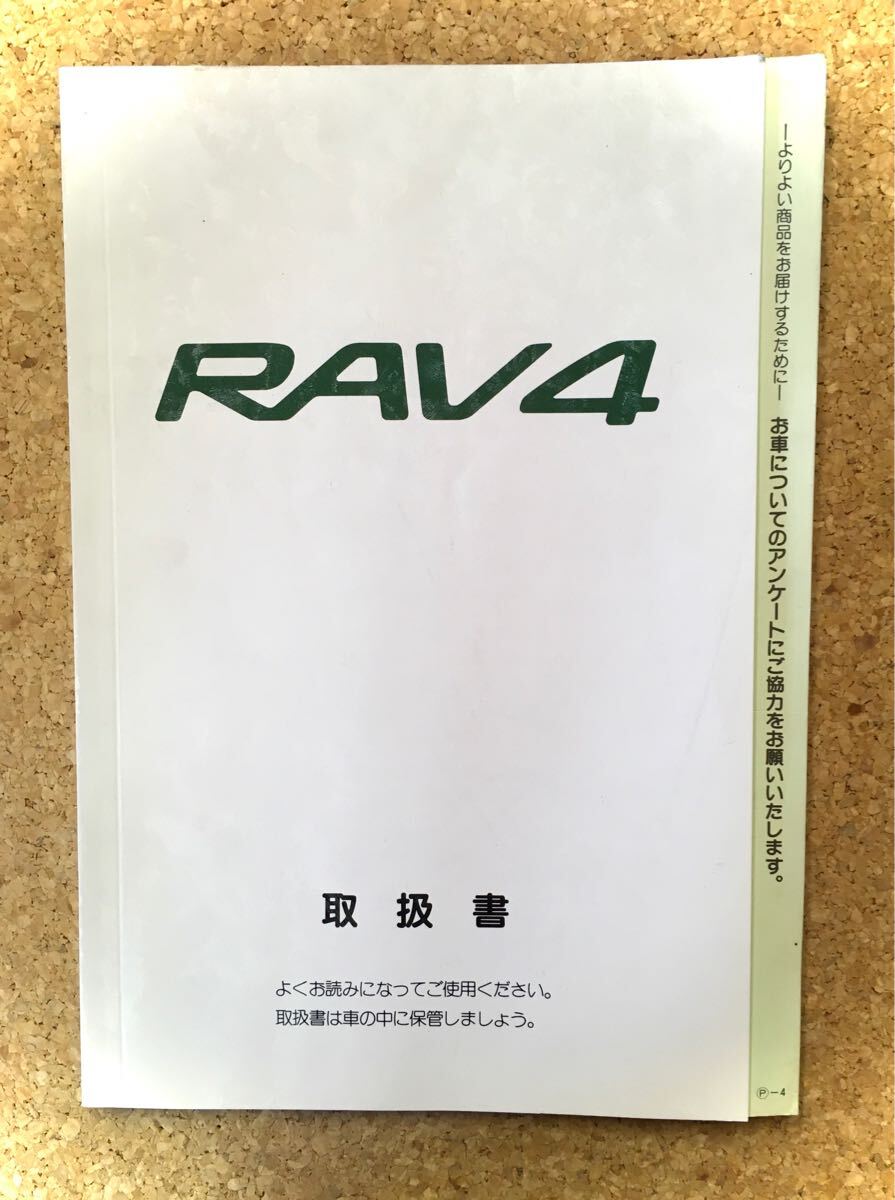 RAV4
取扱書
よくお読みになってご使用ください。
取扱書は車の中に保管しましょう。
―よりよい商品をお届けするために― お車についてのアンケートにご協力をお願いいたします。
Ⓟ-4